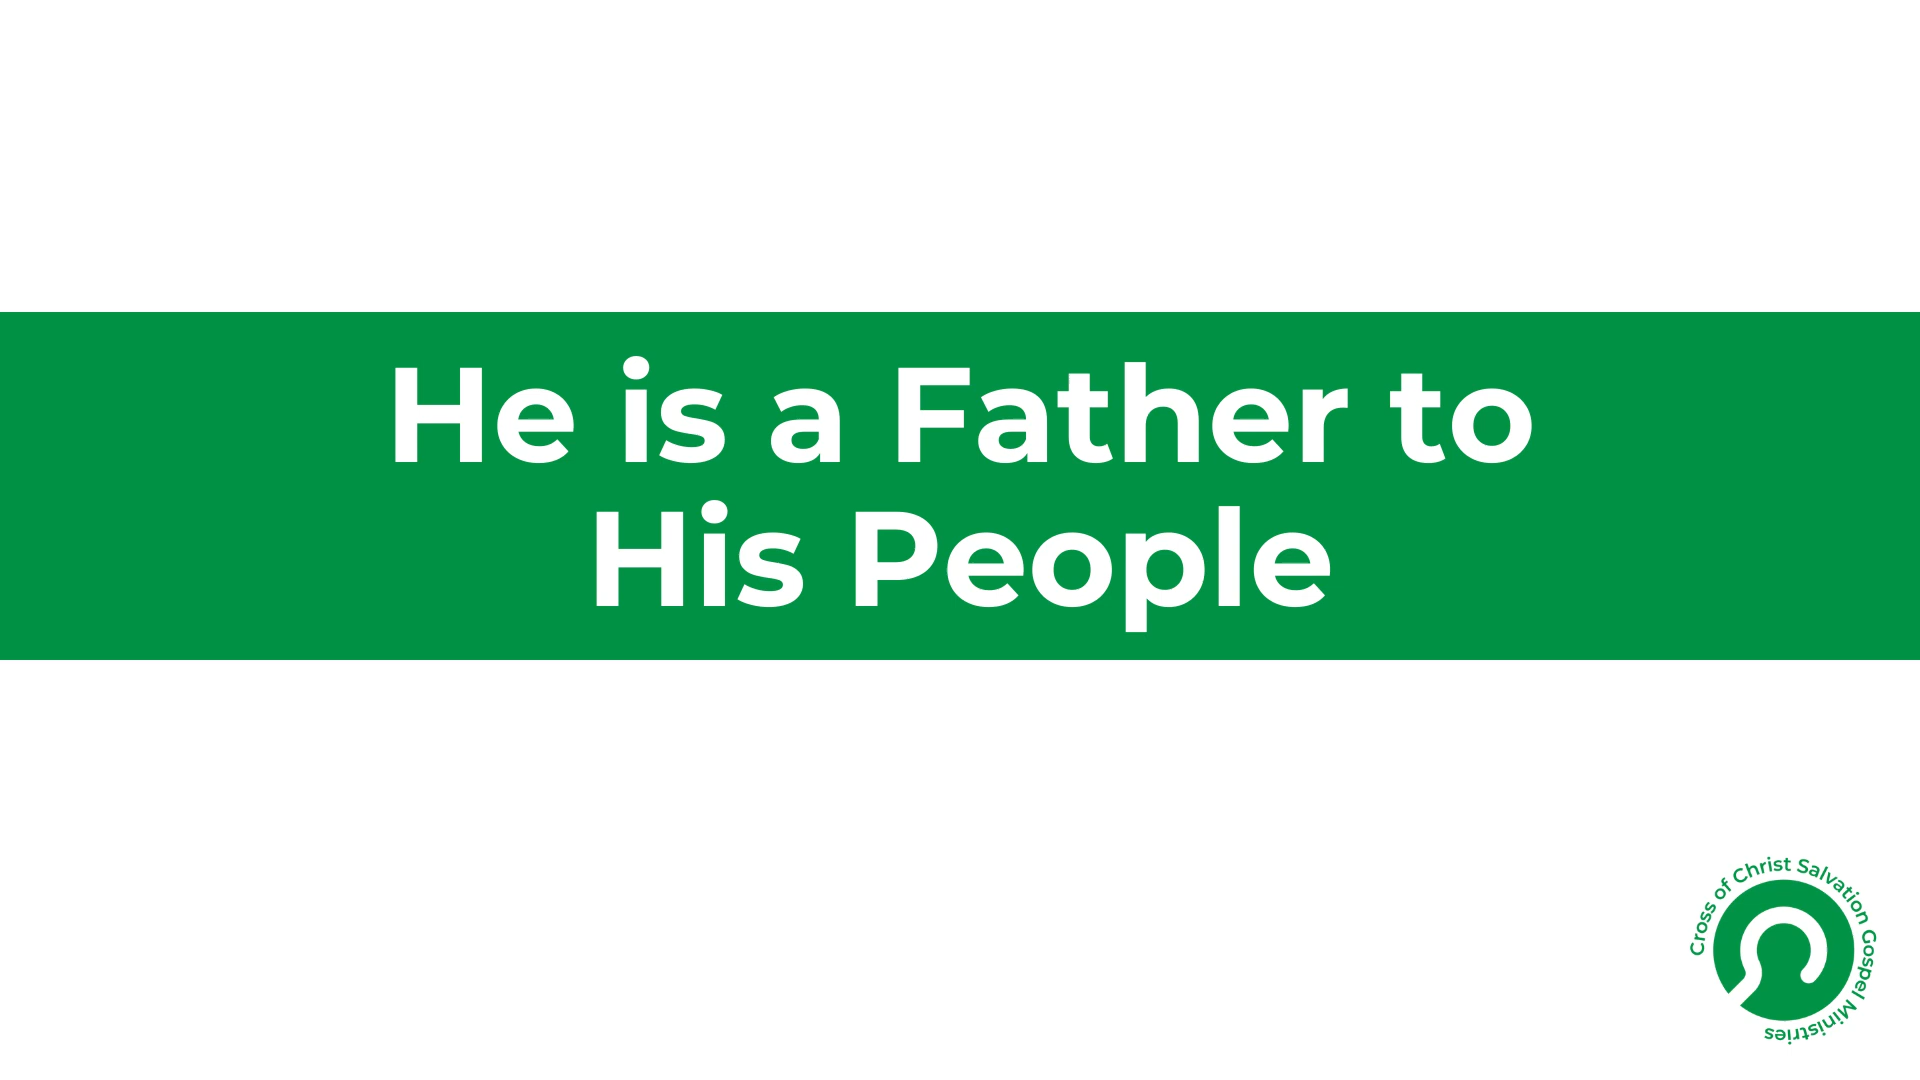 He is a Father to
His People
Cross of Christ Salvation Gospel Ministries